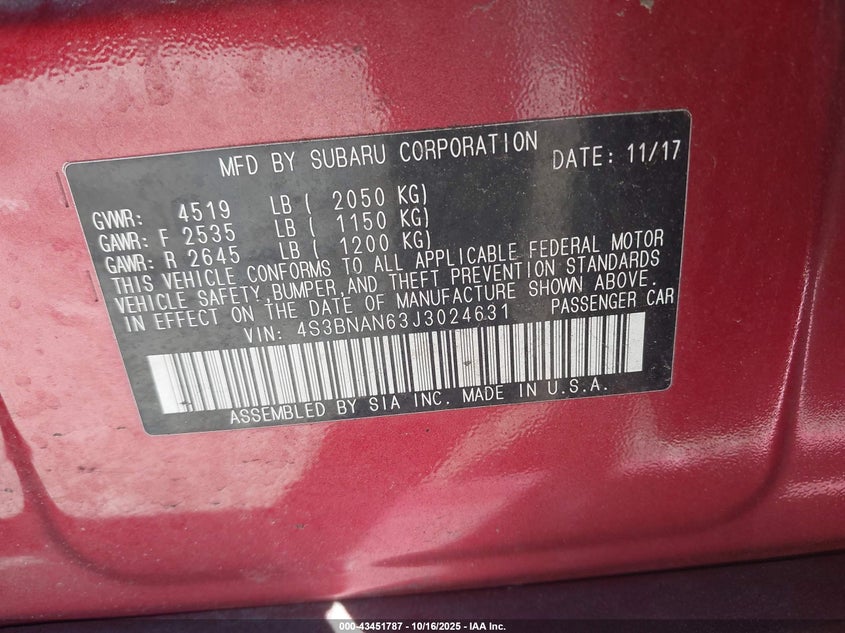 MFD BY SUBARU CORPORATION DATE: 11/17
GVWR: 4519 LB ( 2050 KG)
GAWR: F 2535 LB ( 1150 KG)
GAWR: R 2645 LB ( 1200 KG)
THIS VEHICLE CONFORMS TO ALL APPLICABLE FEDERAL MOTOR
VEHICLE SAFETY, BUMPER, AND THEFT PREVENTION STANDARDS
IN EFFECT ON THE DATE OF MANUFACTURE SHOWN ABOVE.
VIN: 4S3BNAN63J3024631 PASSENGER CAR
ASSEMBLED BY SIA INC. MADE IN U.S.A.
000-43451787 - 10/16/2025 - IAA Inc.